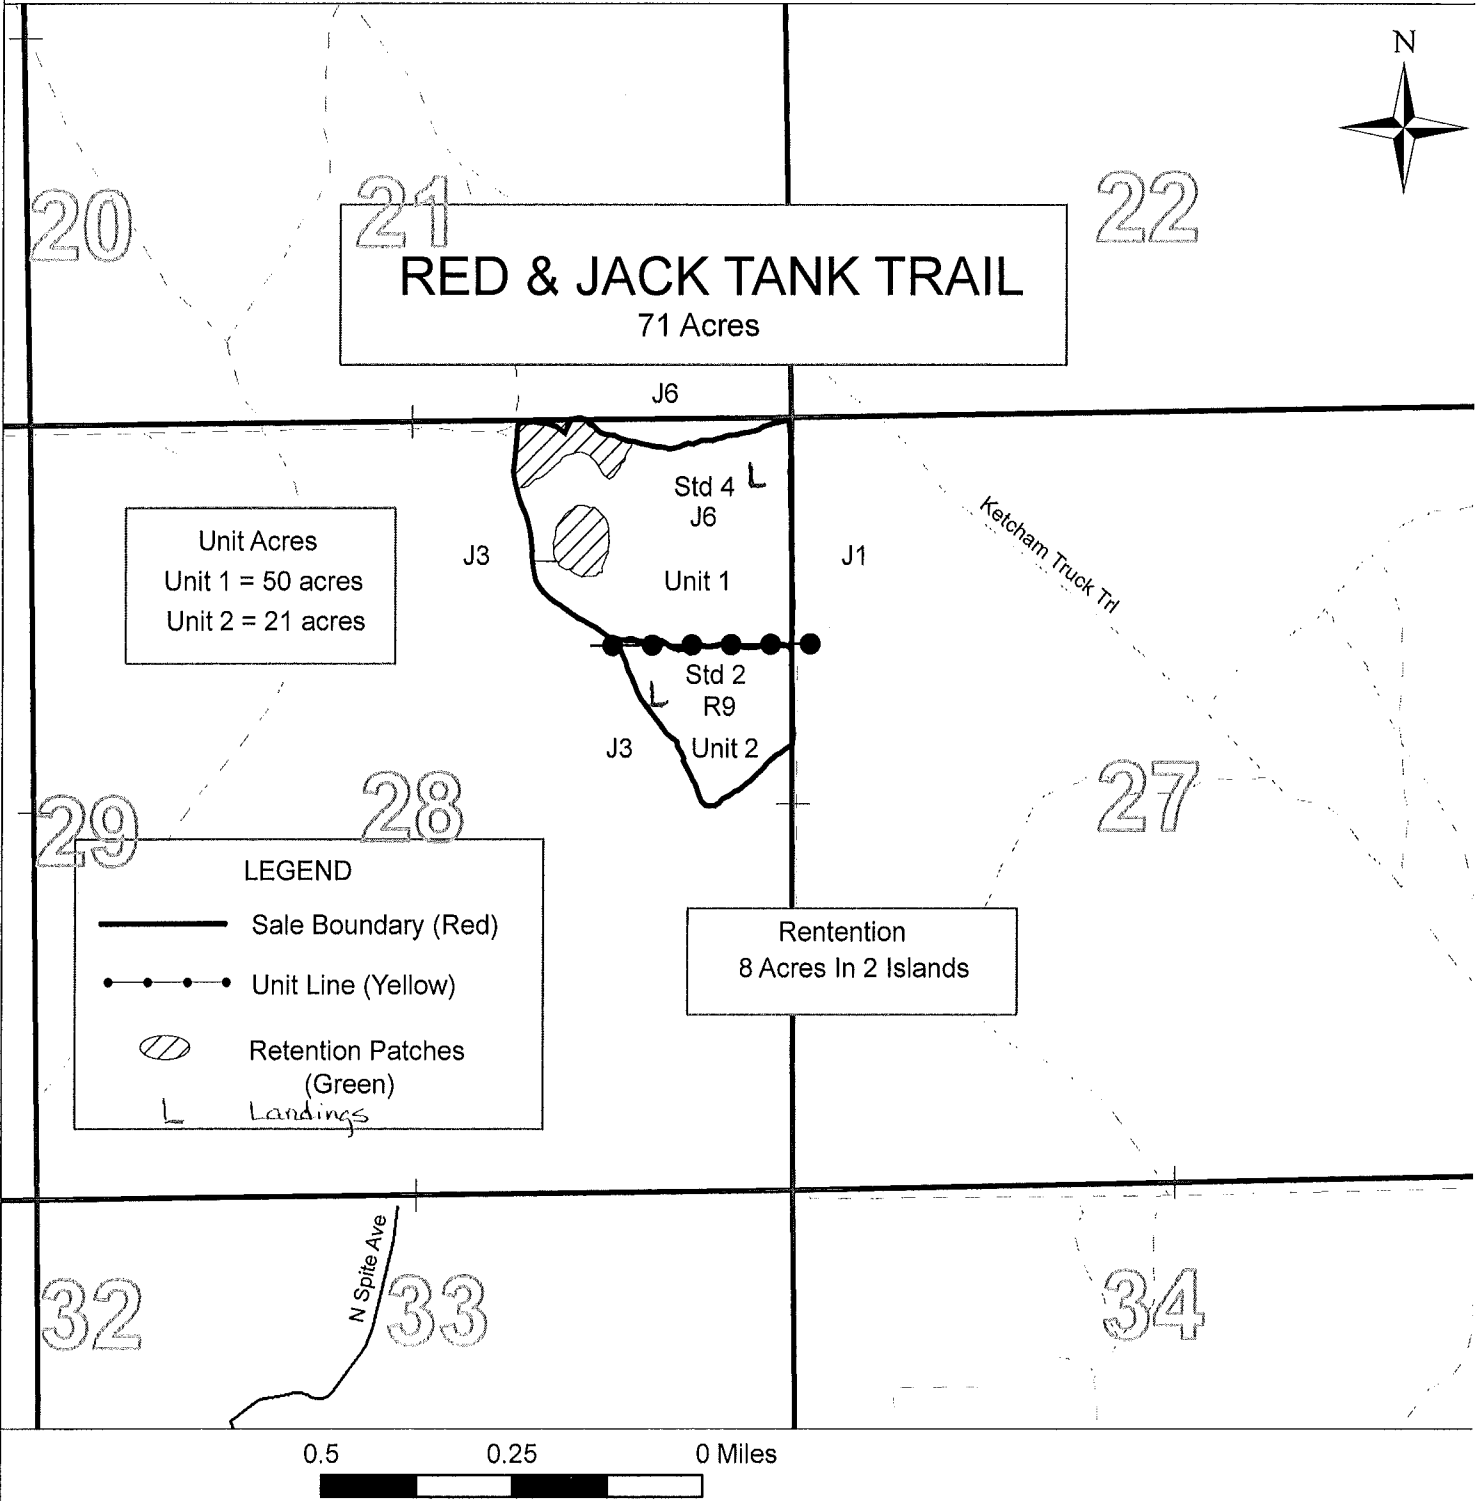 N
20
21
22
RED & JACK TANK TRAIL
71 Acres
J6
Std 4 L
J6
Unit Acres
Unit 1 = 50 acres
Unit 2 = 21 acres
J3
Unit 1
J1
Ketcham Truck Trl
Std 2
L
R9
J3
Unit 2
29
28
27
LEGEND
Sale Boundary (Red)
Unit Line (Yellow)
Retention Patches
(Green)
L Landings
Rentention
8 Acres In 2 Islands
N Spite Ave
32
33
34
0.5 0.25 0 Miles